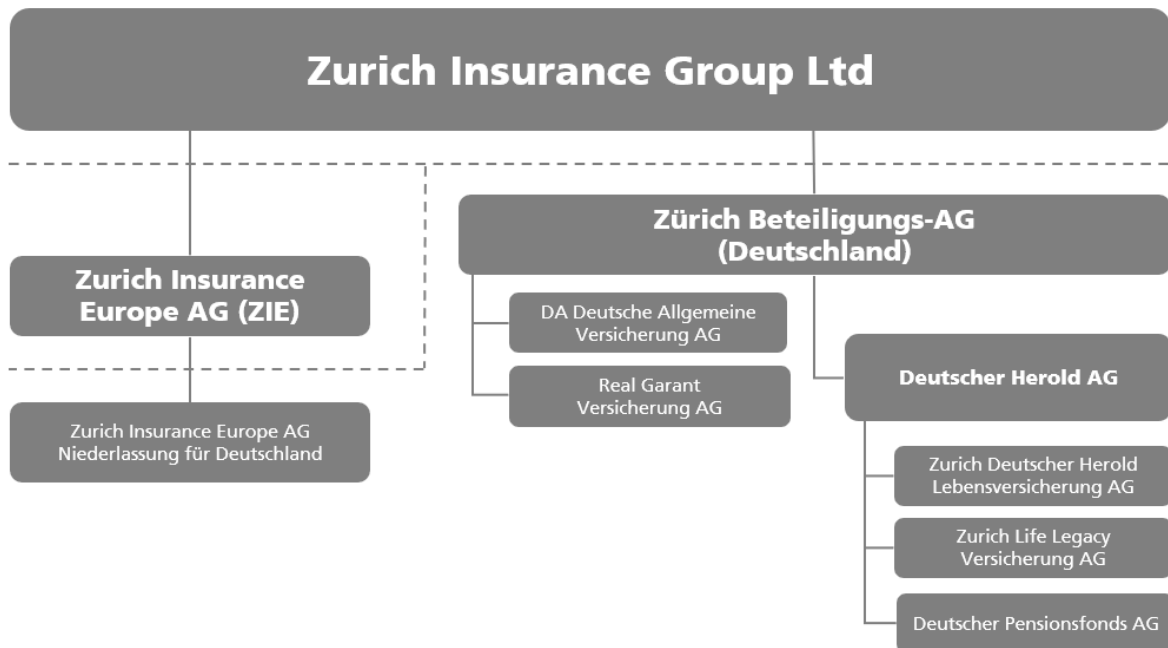 Zurich Insurance Group Ltd
Zurich Insurance
Europe AG (ZIE)
Zurich Insurance Europe AG
Niederlassung für Deutschland
Zürich Beteiligungs-AG
(Deutschland)
DA Deutsche Allgemeine
Versicherung AG
Real Garant
Versicherung AG
Deutscher Herold AG
Zurich Deutscher Herold
Lebensversicherung AG
Zurich Life Legacy
Versicherung AG
Deutscher Pensionsfonds AG